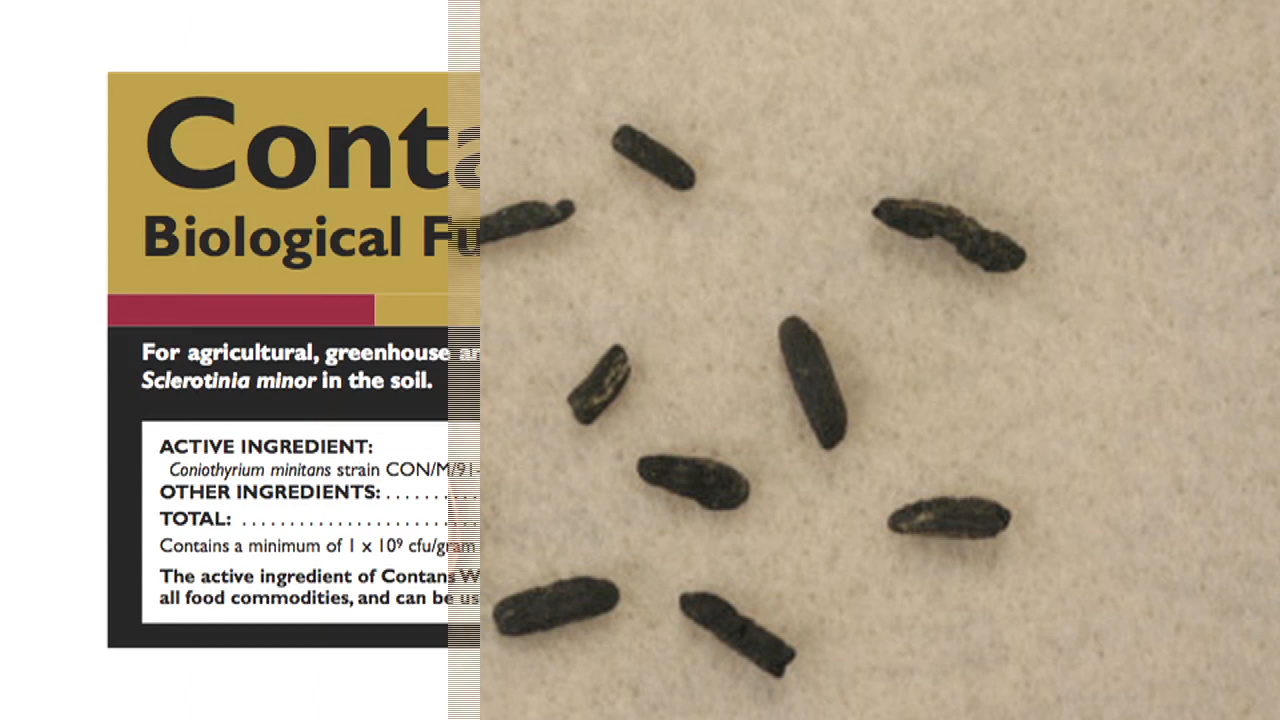 Conta
Biological Fu
For agricultural, greenhouse an
Sclerotinia minor in the soil.
ACTIVE INGREDIENT:
Coniothyrium minitans strain CON/M/91-
OTHER INGREDIENTS: . . . . . . . . . . . . . . .
TOTAL: . . . . . . . . . . . . . . . . . . . . . . . . . . . . . . . . . . .
Contains a minimum of 1 x 10⁹ cfu/gram
The active ingredient of Contans W
all food commodities, and can be us